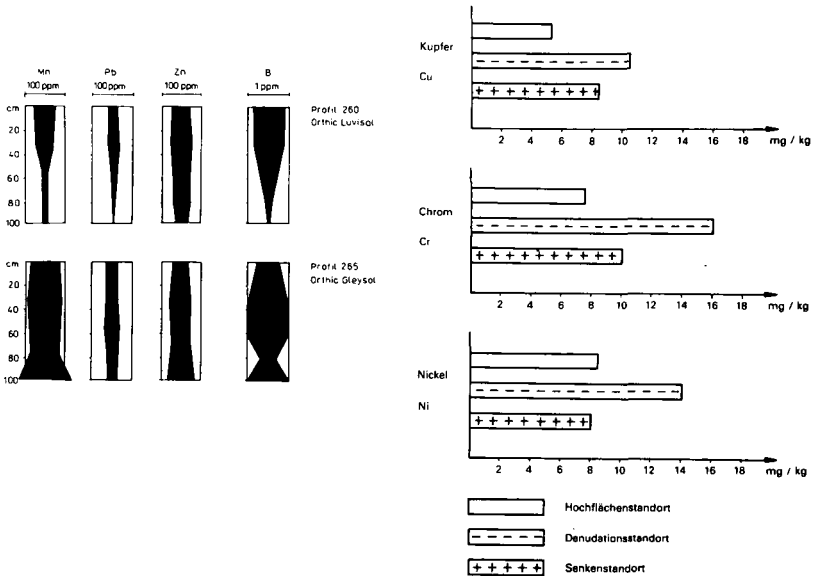 Mn Pb Zn B
100 ppm 100 ppm 100 ppm 1 ppm
cm
20
40
60
80
100
Profil 260
Orthic Luvisol
cm
20
40
60
80
100
Profil 265
Orthic Gleysol
Kupfer
Cu
2 4 6 8 10 12 14 16 18 mg / kg
Chrom
Cr
2 4 6 8 10 12 14 16 18 mg / kg
Nickel
Ni
2 4 6 8 10 12 14 16 18 mg / kg
Hochflächenstandort
Denudationsstandort
Senkenstandort